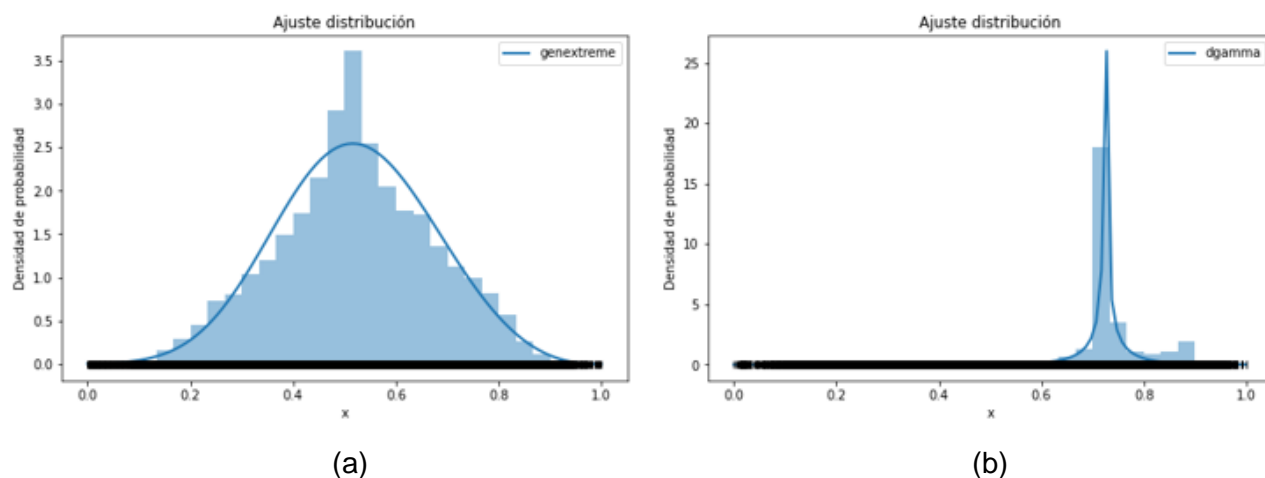 Ajuste distribución
genextreme
Densidad de probabilidad
3.5
3.0
2.5
2.0
1.5
1.0
0.5
0.0
0.0 0.2 0.4 0.6 0.8 1.0
x
(a)
Ajuste distribución
dgamma
Densidad de probabilidad
25
20
15
10
5
0
0.0 0.2 0.4 0.6 0.8 1.0
x
(b)